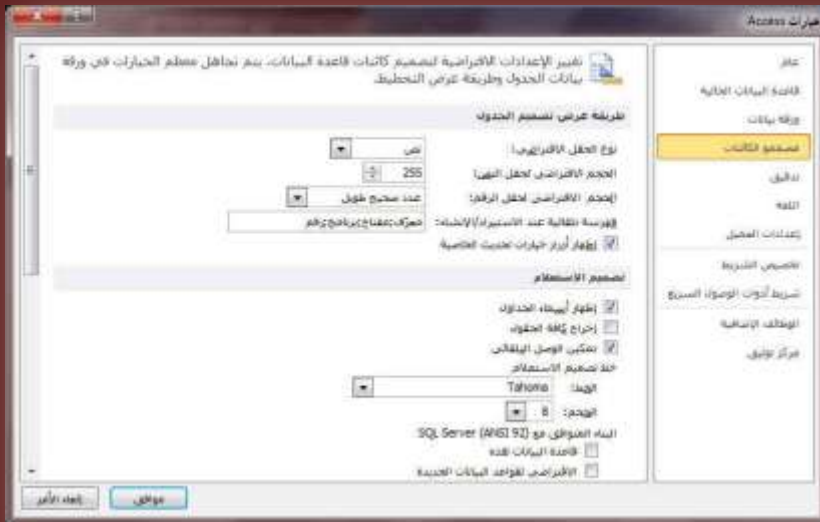 خيارات Access
عام
قاعدة البيانات الحالية
ورقة بيانات
مصممو الكائنات
تدقيق
اللغة
إعدادات العميل
تخصيص الشريط
شريط أدوات الوصول السريع
الوظائف الإضافية
مركز توثيق
تغيير الإعدادات الافتراضية لتصميم كائنات قاعدة البيانات. يتم تجاهل معظم الخيارات في ورقة
بيانات الجدول وطريقة عرض التخطيط.
طريقة عرض تصميم الجدول
نوع الحقل الافتراضي: نص
الحجم الافتراضي لحقل النص: 255
الحجم الافتراضي لحقل الرقم: عدد صحيح طويل
فهرسة تلقائية عند الاستيراد/الإنشاء: معرّف;مفتاح;برنامج;رقم
إظهار أزرار خيارات تحديث الخاصية
تصميم الاستعلام
إظهار أسماء الجداول
إخراج كافة الحقول
تمكين الوصل التلقائي
خط تصميم الاستعلام
الخط: Tahoma
الحجم: 8
البناء المتوافق مع SQL Server (ANSI 92)
قاعدة البيانات هذه
الافتراضي لقواعد البيانات الجديدة
موافق
إلغاء الأمر